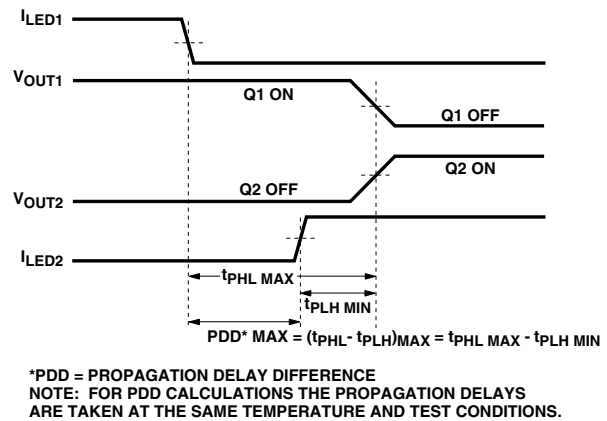 ILED1
VOUT1
Q1 ON
Q1 OFF
Q2 ON
Q2 OFF
VOUT2
ILED2
tPHL MAX
tPLH MIN
PDD* MAX = (tPHL- tPLH)MAX = tPHL MAX - tPLH MIN
*PDD = PROPAGATION DELAY DIFFERENCE
NOTE: FOR PDD CALCULATIONS THE PROPAGATION DELAYS
ARE TAKEN AT THE SAME TEMPERATURE AND TEST CONDITIONS.